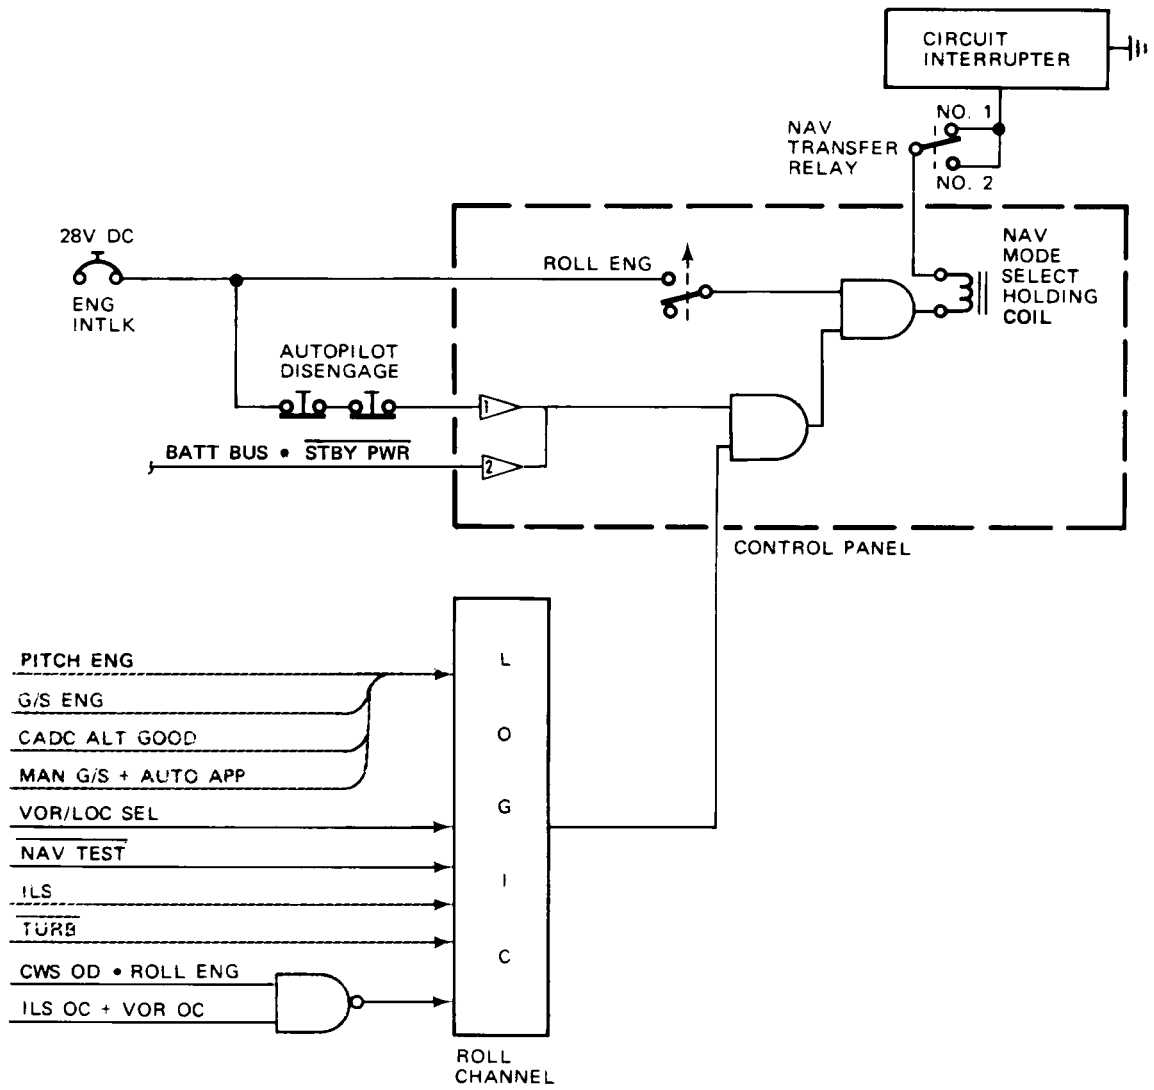 CIRCUIT
INTERRUPTER
NO. 1
NAV
TRANSFER
RELAY
NO. 2
28V DC
ENG
INTLK
ROLL ENG
NAV
MODE
SELECT
HOLDING
COIL
AUTOPILOT
DISENGAGE
1
BATT BUS • STBY PWR
2
CONTROL PANEL
PITCH ENG
G/S ENG
CADC ALT GOOD
MAN G/S + AUTO APP
VOR/LOC SEL
NAV TEST
ILS
TURB
CWS OD • ROLL ENG
ILS OC + VOR OC
L
O
G
I
C
ROLL
CHANNEL